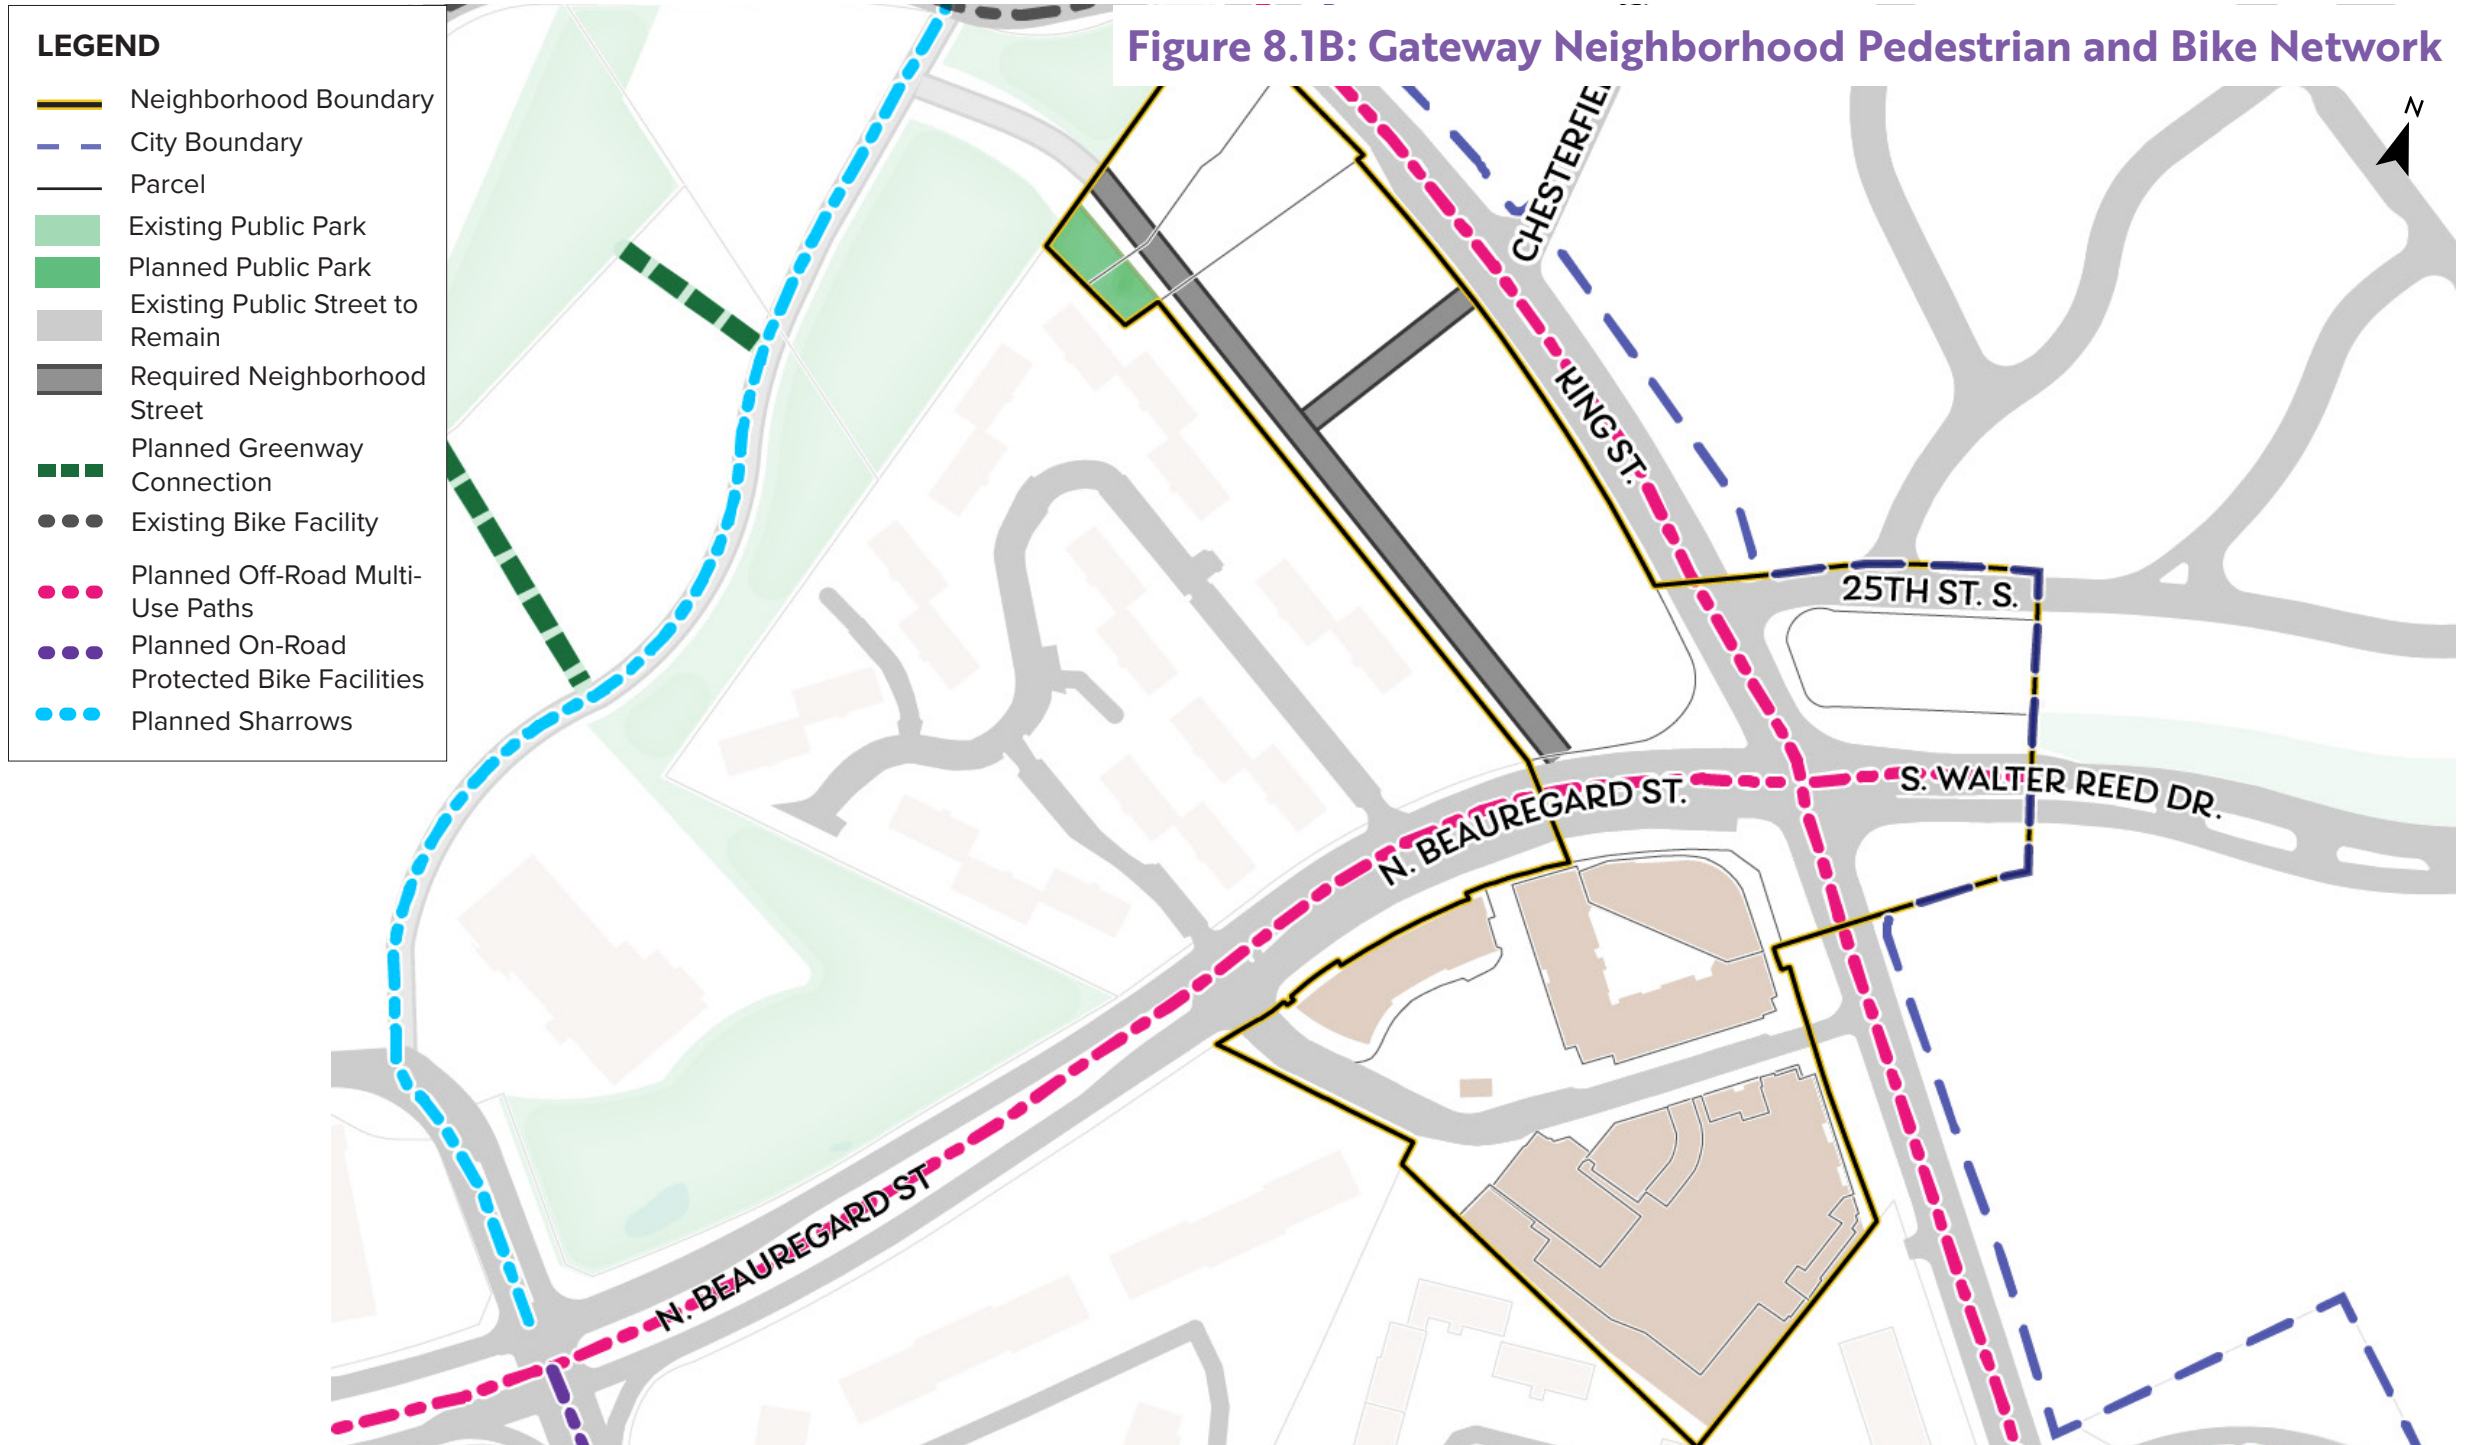 Figure 8.1B: Gateway Neighborhood Pedestrian and Bike Network
LEGEND
Neighborhood Boundary
City Boundary
Parcel
Existing Public Park
Planned Public Park
Existing Public Street to
Remain
Required Neighborhood
Street
Planned Greenway
Connection
Existing Bike Facility
Planned Off-Road Multi-
Use Paths
Planned On-Road
Protected Bike Facilities
Planned Sharrows
N
KING ST.
25TH ST. S.
S. WALTER REED DR.
N. BEAUREGARD ST.
N. BEAUREGARD ST